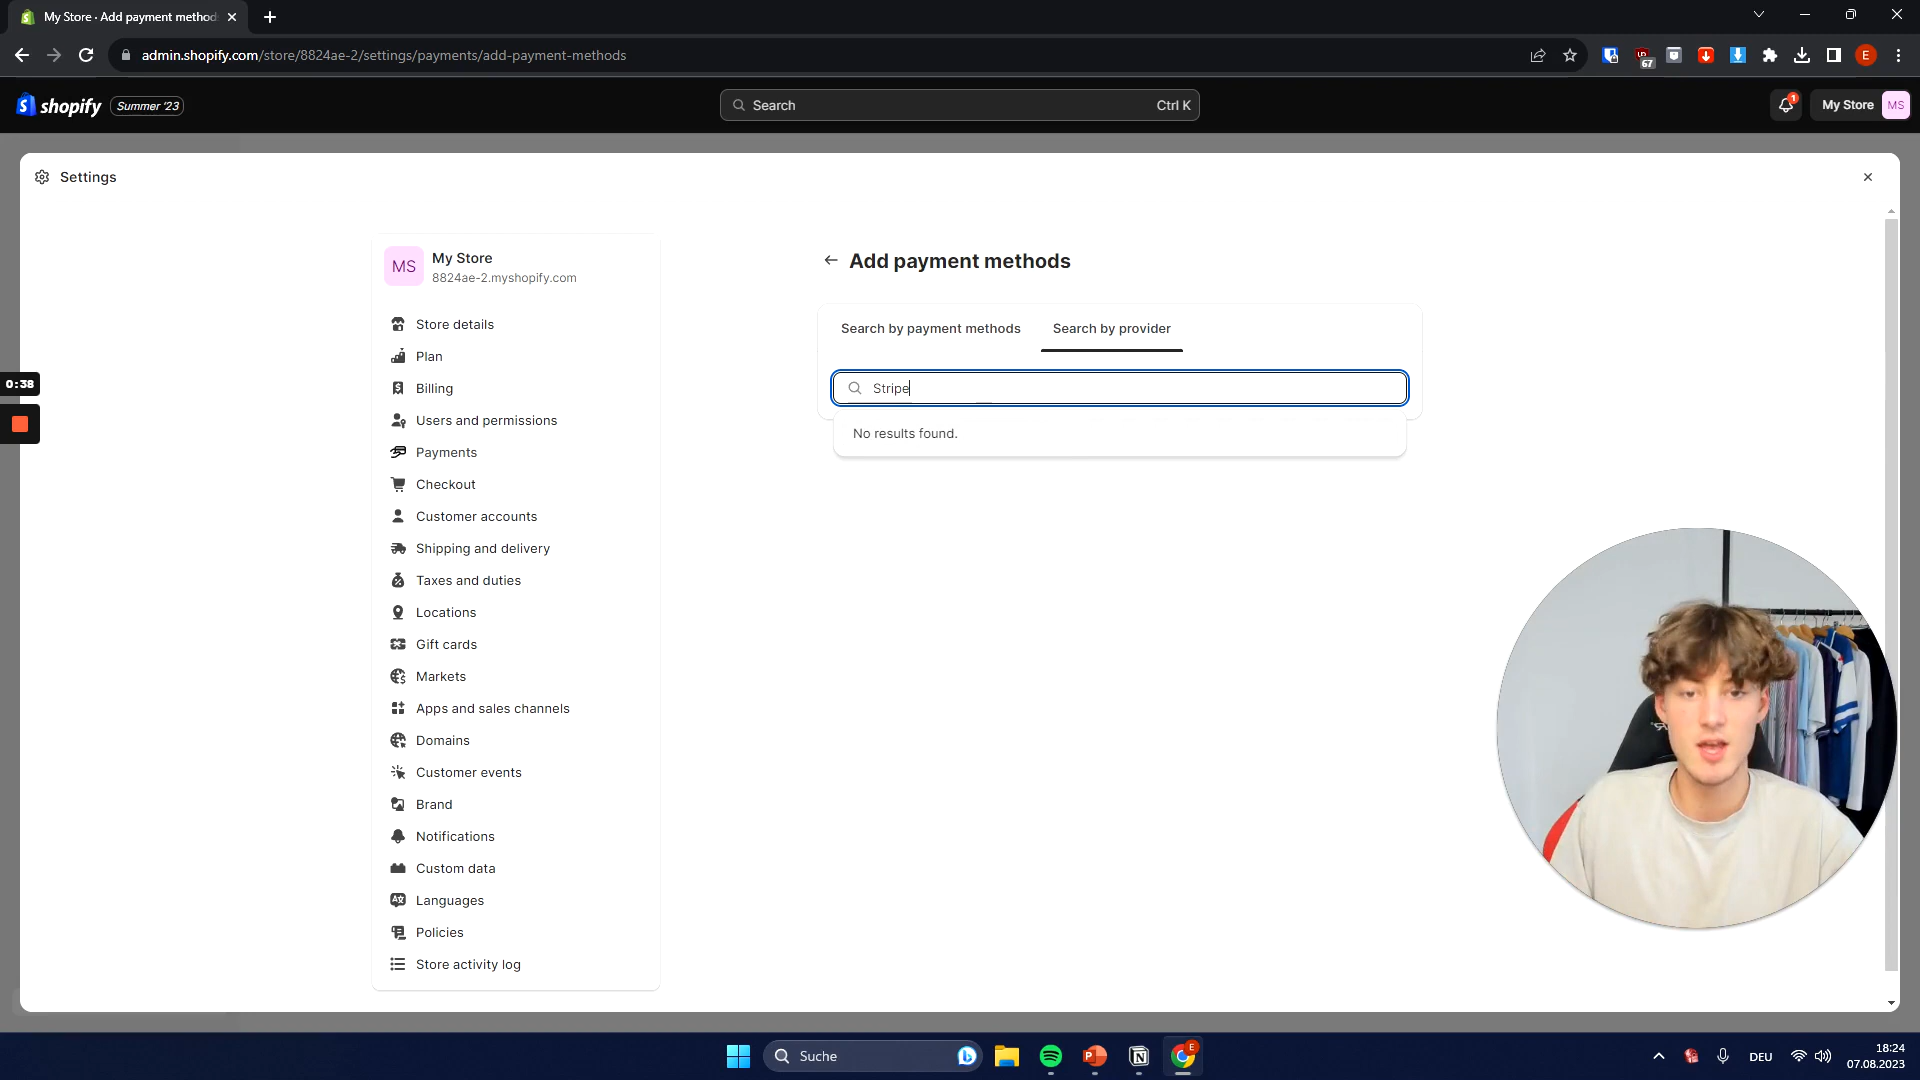 My Store · Add payment method
admin.shopify.com/store/8824ae-2/settings/payments/add-payment-methods
67
E
shopify
Summer '23
Search
Ctrl K
1
My Store
MS
Settings
MS
My Store
8824ae-2.myshopify.com
Store details
Plan
Billing
Users and permissions
Payments
Checkout
Customer accounts
Shipping and delivery
Taxes and duties
Locations
Gift cards
Markets
Apps and sales channels
Domains
Customer events
Brand
Notifications
Custom data
Languages
Policies
Store activity log
Add payment methods
Search by payment methods
Search by provider
Stripe
No results found.
0:38
Suche
E
DEU
18:24
07.08.2023